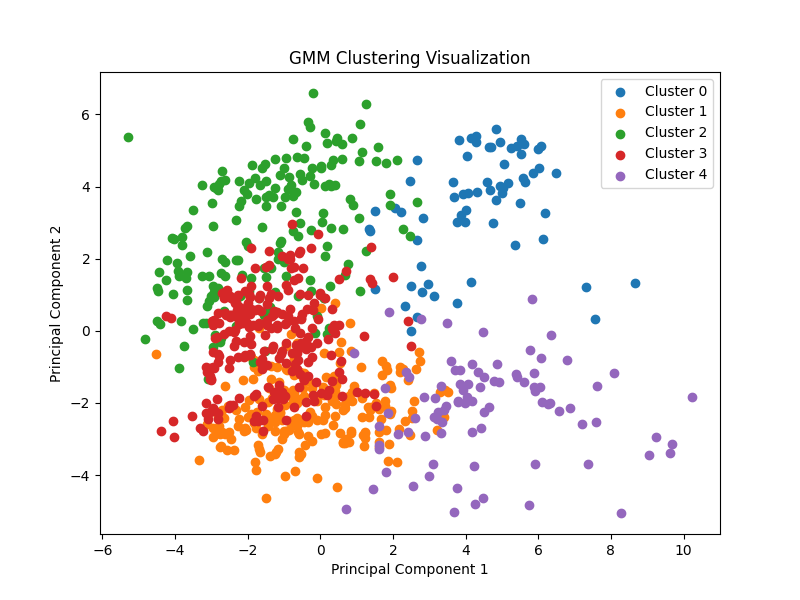 GMM Clustering Visualization
Cluster 0
Cluster 1
Cluster 2
Cluster 3
Cluster 4
Principal Component 2
6
4
2
0
−2
−4
−6
−4
−2
0
2
4
6
8
10
Principal Component 1